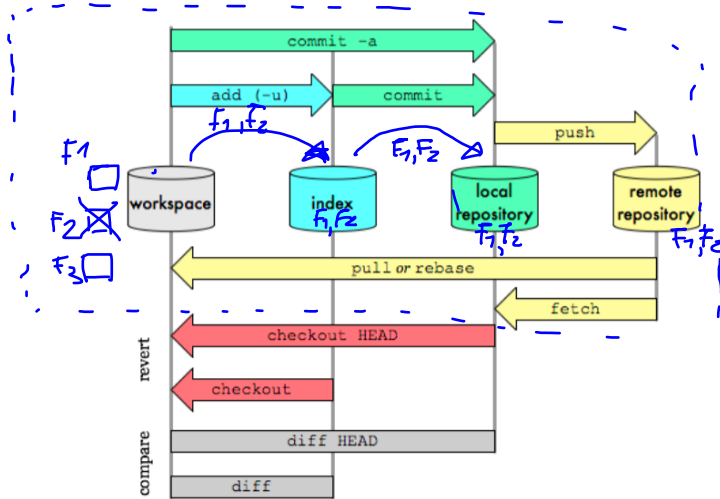 commit -a
add (-u)
commit
F1,F2
push
F1
F1,F2
workspace
index
local
repository
remote
repository
F2
F1,F2
F1,F2
F1,F2
F3
pull or rebase
fetch
checkout HEAD
revert
checkout
diff HEAD
compare
diff